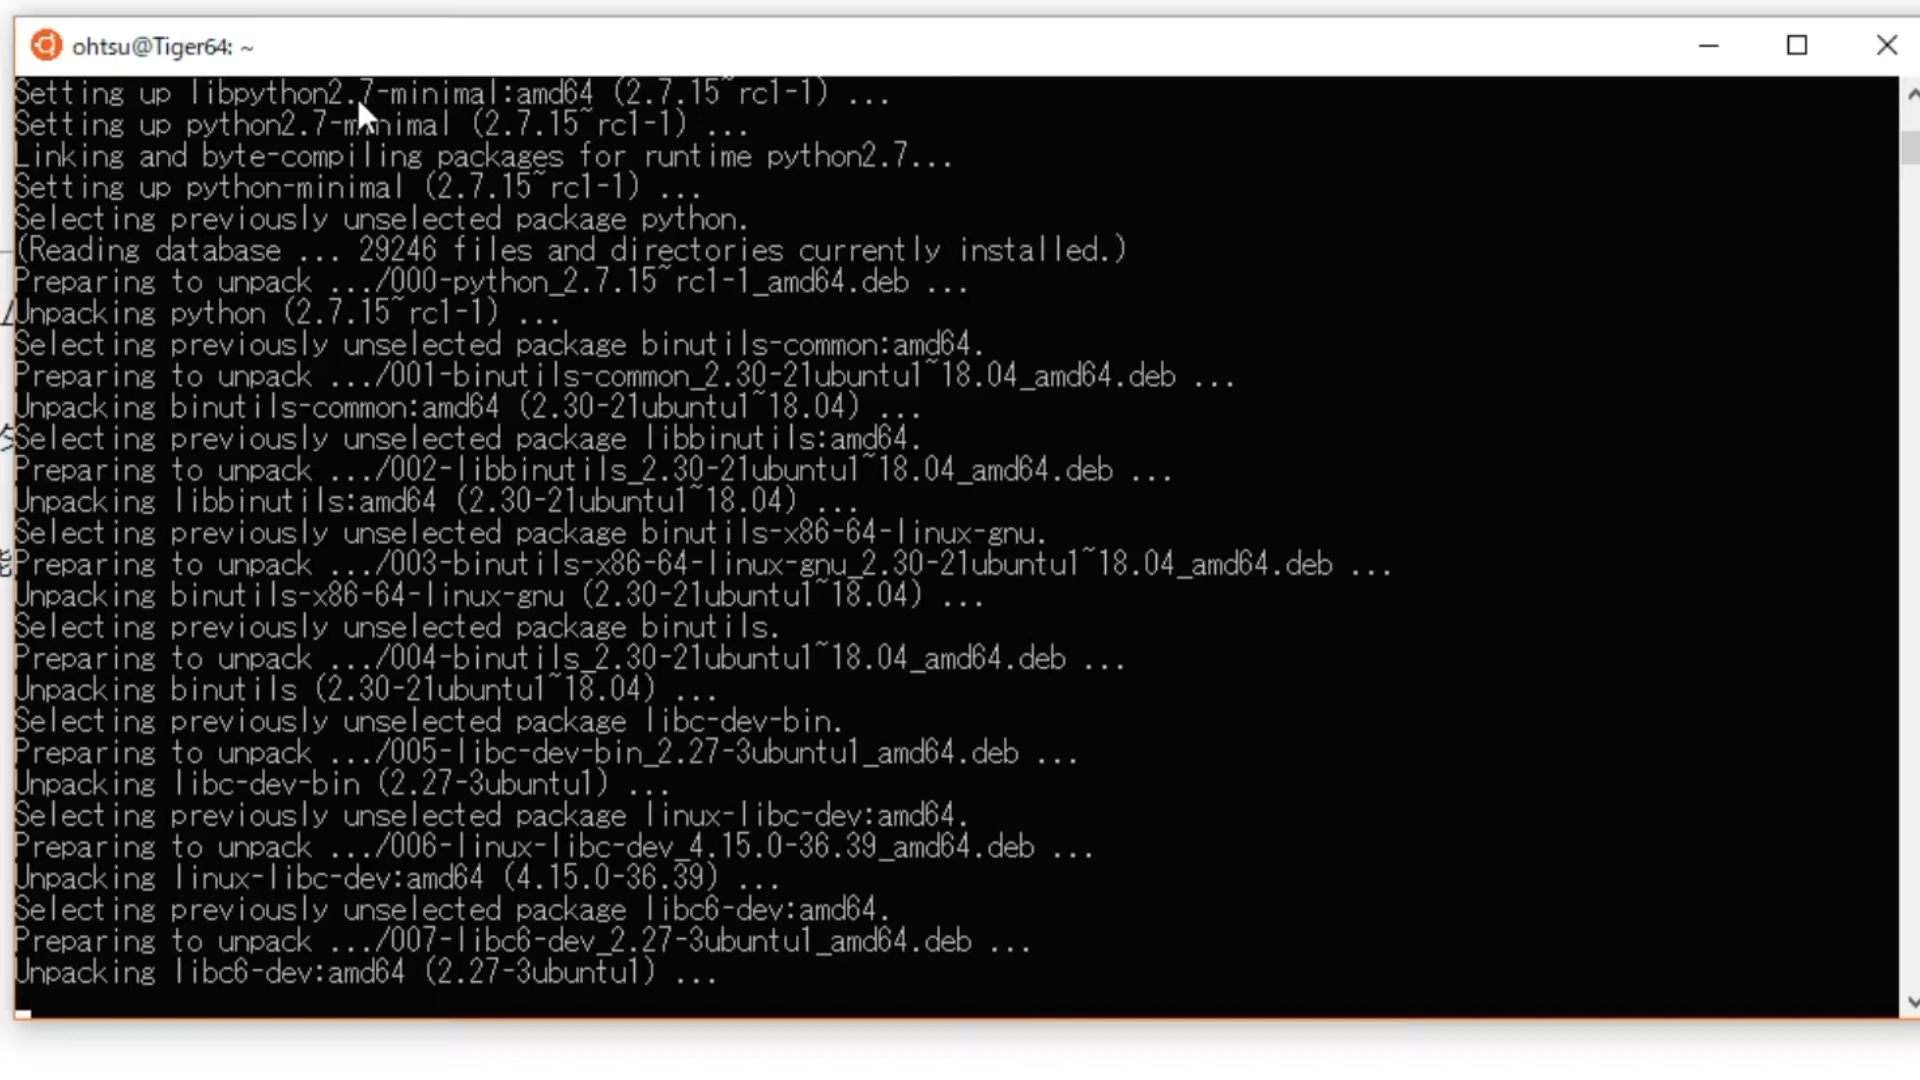 ohtsu@Tiger64: ~
Setting up libpython2.7-minimal:amd64 (2.7.15~rc1-1) ...
Setting up python2.7-minimal (2.7.15~rc1-1) ...
Linking and byte-compiling packages for runtime python2.7...
Setting up python-minimal (2.7.15~rc1-1) ...
Selecting previously unselected package python.
(Reading database ... 29246 files and directories currently installed.)
Preparing to unpack .../000-python_2.7.15~rc1-1_amd64.deb ...
Unpacking python (2.7.15~rc1-1) ...
Selecting previously unselected package binutils-common:amd64.
Preparing to unpack .../001-binutils-common_2.30-21ubuntu1~18.04_amd64.deb ...
Unpacking binutils-common:amd64 (2.30-21ubuntu1~18.04) ...
Selecting previously unselected package libbinutils:amd64.
Preparing to unpack .../002-libbinutils_2.30-21ubuntu1~18.04_amd64.deb ...
Unpacking libbinutils:amd64 (2.30-21ubuntu1~18.04) ...
Selecting previously unselected package binutils-x86-64-linux-gnu.
Preparing to unpack .../003-binutils-x86-64-linux-gnu_2.30-21ubuntu1~18.04_amd64.deb ...
Unpacking binutils-x86-64-linux-gnu (2.30-21ubuntu1~18.04) ...
Selecting previously unselected package binutils.
Preparing to unpack .../004-binutils_2.30-21ubuntu1~18.04_amd64.deb ...
Unpacking binutils (2.30-21ubuntu1~18.04) ...
Selecting previously unselected package libc-dev-bin.
Preparing to unpack .../005-libc-dev-bin_2.27-3ubuntu1_amd64.deb ...
Unpacking libc-dev-bin (2.27-3ubuntu1) ...
Selecting previously unselected package linux-libc-dev:amd64.
Preparing to unpack .../006-linux-libc-dev_4.15.0-36.39_amd64.deb ...
Unpacking linux-libc-dev:amd64 (4.15.0-36.39) ...
Selecting previously unselected package libc6-dev:amd64.
Preparing to unpack .../007-libc6-dev_2.27-3ubuntu1_amd64.deb ...
Unpacking libc6-dev:amd64 (2.27-3ubuntu1) ...